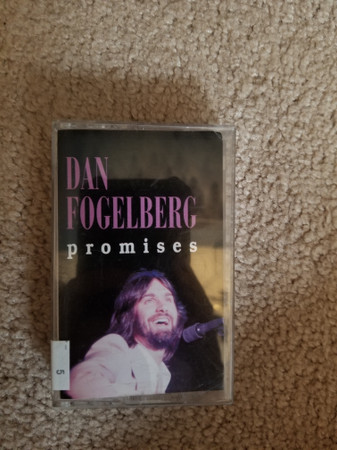 DAN
FOGELBERG
promises
5